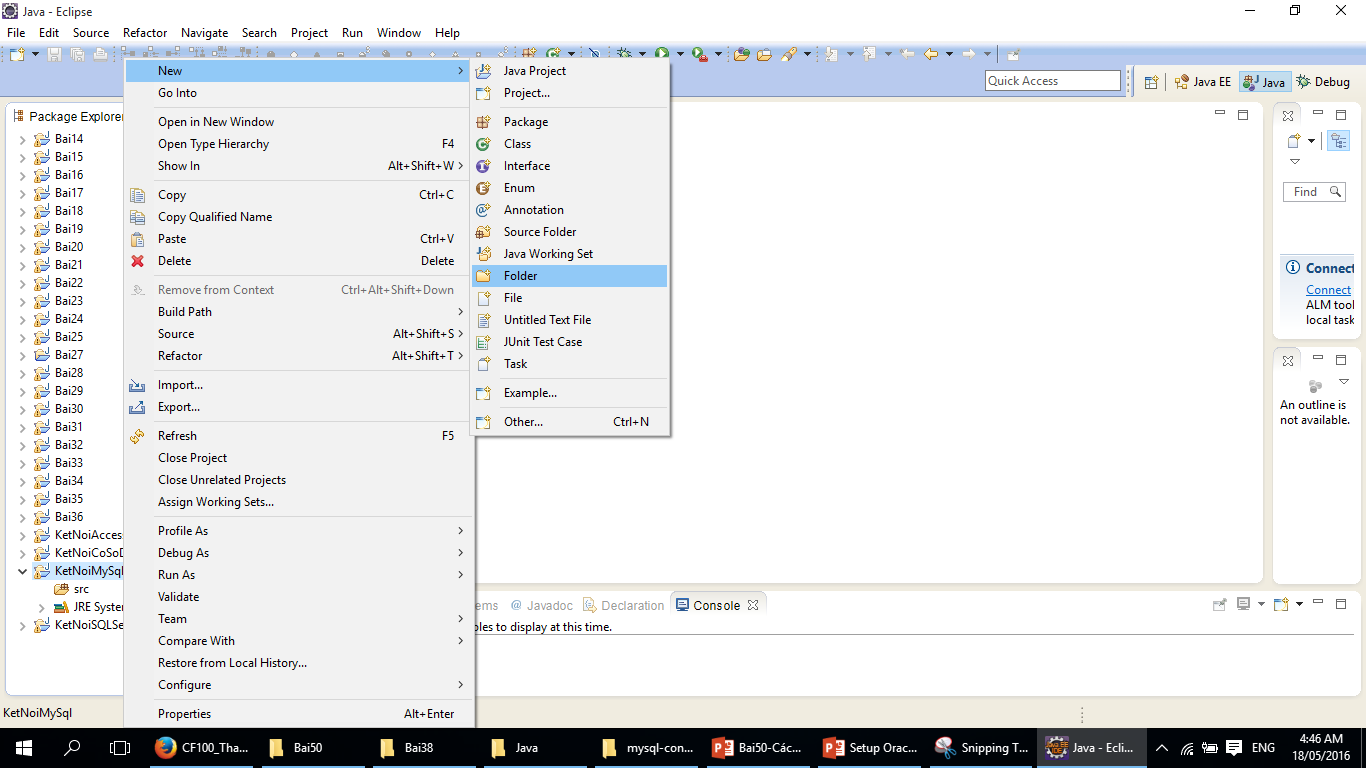 Java - Eclipse
File Edit Source Refactor Navigate Search Project Run Window Help
Quick Access
Java EE
Java
Debug
Package Explorer
Bai14
Bai15
Bai16
Bai17
Bai18
Bai19
Bai20
Bai21
Bai22
Bai23
Bai24
Bai25
Bai27
Bai28
Bai29
Bai30
Bai31
Bai32
Bai33
Bai34
Bai35
Bai36
KetNoiAcces
KetNoiCoSoD
KetNoiMySql
src
JRE System
KetNoiSQLSe
New
Go Into
Open in New Window
Open Type Hierarchy F4
Show In Alt+Shift+W
Copy Ctrl+C
Copy Qualified Name
Paste Ctrl+V
Delete Delete
Remove from Context Ctrl+Alt+Shift+Down
Build Path
Source Alt+Shift+S
Refactor Alt+Shift+T
Import...
Export...
Refresh F5
Close Project
Close Unrelated Projects
Assign Working Sets...
Profile As
Debug As
Run As
Validate
Team
Compare With
Restore from Local History...
Configure
Properties Alt+Enter
Java Project
Project...
Package
Class
Interface
Enum
Annotation
Source Folder
Java Working Set
Folder
File
Untitled Text File
JUnit Test Case
Task
Example...
Other... Ctrl+N
Find
Connect
Connect
ALM tool
local task
An outline is
not available.
ems @ Javadoc Declaration Console
oles to display at this time.
KetNoiMySql
CF100_Tha...
Bai50
Bai38
Java
mysql-con...
Bai50-Các...
Setup Orac...
Snipping T...
Java - Ecli...
ENG
4:46 AM
18/05/2016